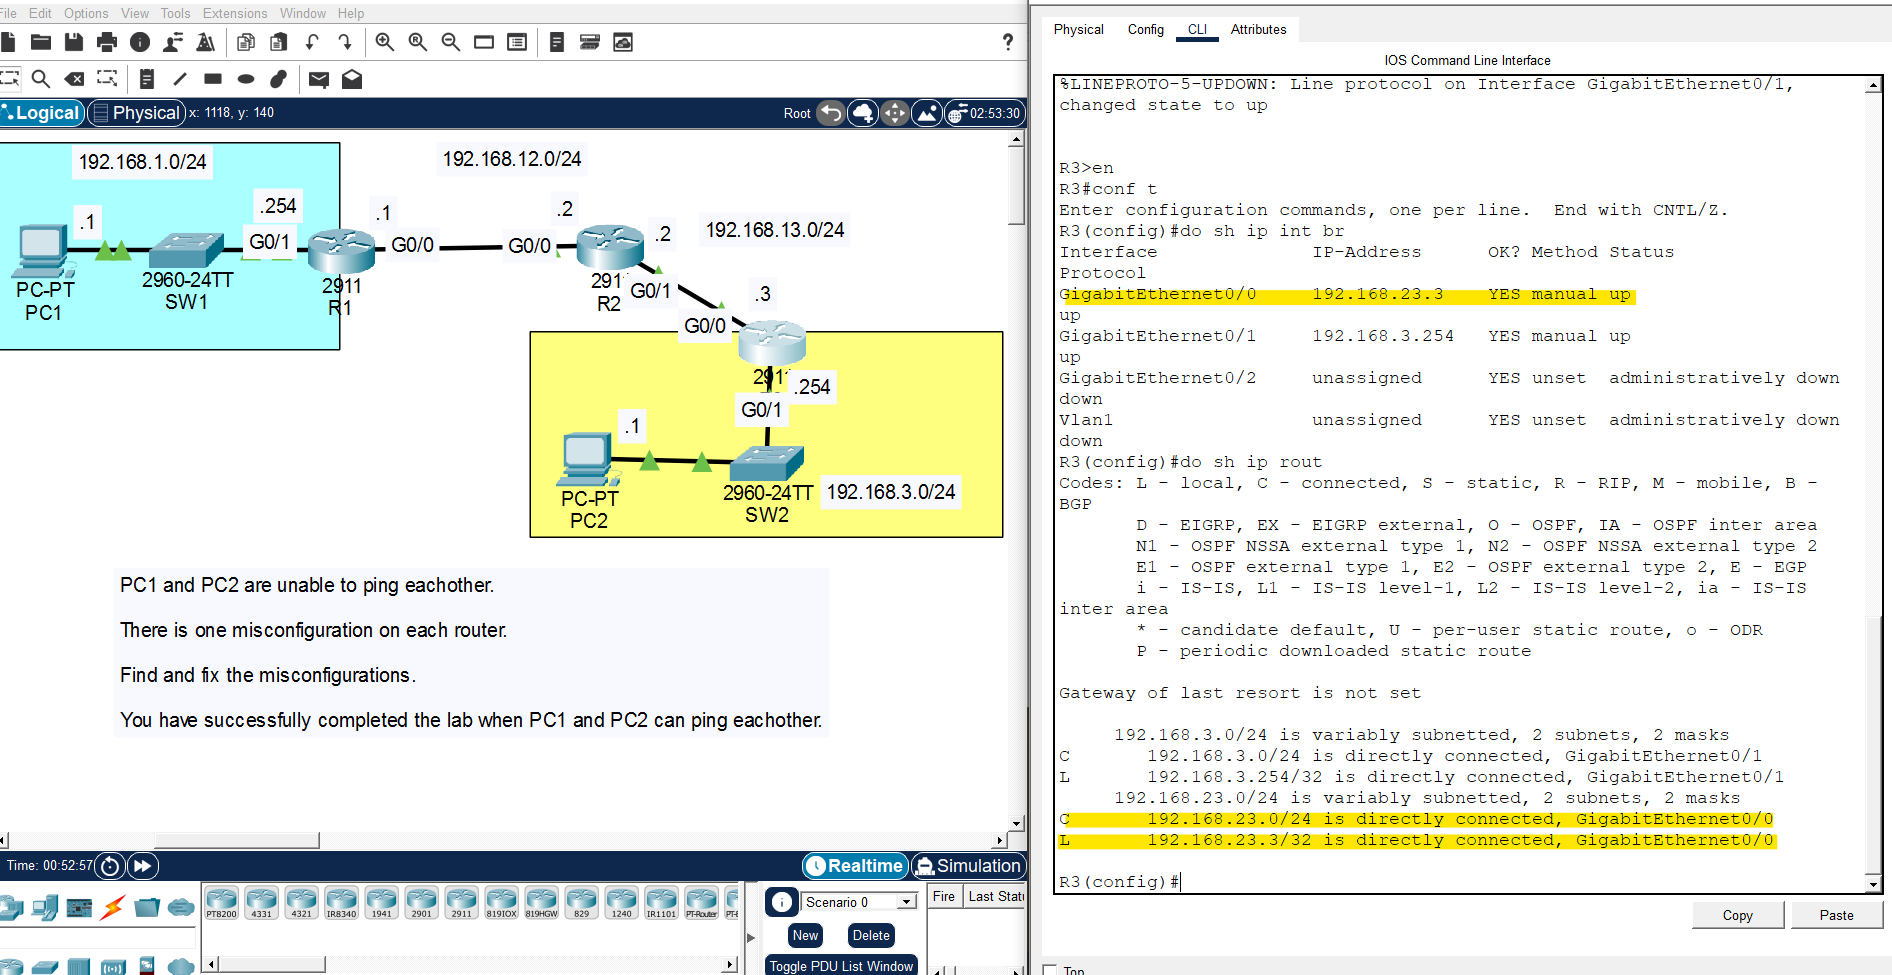 File Edit Options View Tools Extensions Window Help
?
Logical
Physical
x: 1118, y: 140
Root
02:53:30
192.168.1.0/24
192.168.12.0/24
.1
.254
.1
.2
.2
192.168.13.0/24
G0/1
G0/0
G0/0
2960-24TT
SW1
PC-PT
PC1
2911
R1
291
R2
G0/1
.3
G0/0
2911
.254
G0/1
.1
PC-PT
PC2
2960-24TT
SW2
192.168.3.0/24
PC1 and PC2 are unable to ping eachother.
There is one misconfiguration on each router.
Find and fix the misconfigurations.
You have successfully completed the lab when PC1 and PC2 can ping eachother.
Time: 00:52:57
Realtime
Simulation
PT8200 4331 4321 IR8340 1941 2901 2911 819IOX 819HGW 829 1240 IR1101 PT-Router
Scenario 0
New
Delete
Toggle PDU List Window
Fire
Last Statu
Physical Config CLI Attributes
IOS Command Line Interface
%LINEPROTO-5-UPDOWN: Line protocol on Interface GigabitEthernet0/1,
changed state to up
R3>en
R3#conf t
Enter configuration commands, one per line.  End with CNTL/Z.
R3(config)#do sh ip int br
Interface IP-Address OK? Method Status
Protocol
GigabitEthernet0/0 192.168.23.3 YES manual up
up
GigabitEthernet0/1 192.168.3.254 YES manual up
up
GigabitEthernet0/2 unassigned YES unset administratively down
down
Vlan1 unassigned YES unset administratively down
down
R3(config)#do sh ip rout
Codes: L - local, C - connected, S - static, R - RIP, M - mobile, B -
BGP
D - EIGRP, EX - EIGRP external, O - OSPF, IA - OSPF inter area
N1 - OSPF NSSA external type 1, N2 - OSPF NSSA external type 2
E1 - OSPF external type 1, E2 - OSPF external type 2, E - EGP
i - IS-IS, L1 - IS-IS level-1, L2 - IS-IS level-2, ia - IS-IS
inter area
* - candidate default, U - per-user static route, o - ODR
P - periodic downloaded static route
Gateway of last resort is not set
192.168.3.0/24 is variably subnetted, 2 subnets, 2 masks
C 192.168.3.0/24 is directly connected, GigabitEthernet0/1
L 192.168.3.254/32 is directly connected, GigabitEthernet0/1
192.168.23.0/24 is variably subnetted, 2 subnets, 2 masks
C 192.168.23.0/24 is directly connected, GigabitEthernet0/0
L 192.168.23.3/32 is directly connected, GigabitEthernet0/0
R3(config)#
Copy
Paste
Top